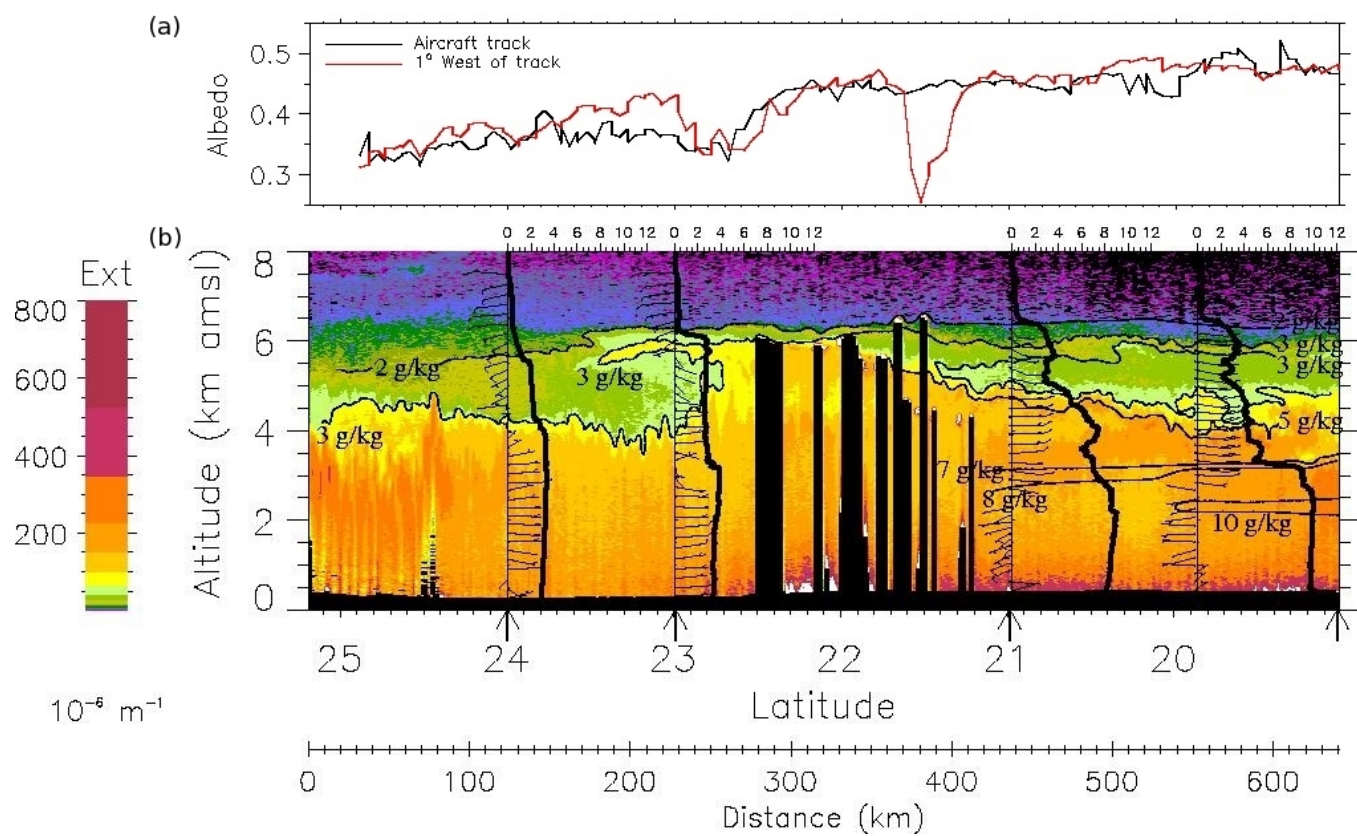 (a)
Albedo
0.5
0.4
0.3
Aircraft track
1° West of track
(b)
0 2 4 6 8 10 12
0 2 4 6 8 10 12
0 2 4 6 8 10 12
0 2 4 6 8 10 12
Ext
800
600
400
200
10⁻⁶ m⁻¹
Altitude (km amsl)
8
6
4
2
0
2 g/kg
3 g/kg
3 g/kg
3 g/kg
3 g/kg
5 g/kg
7 g/kg
8 g/kg
10 g/kg
25 24 23 22 21 20
Latitude
0 100 200 300 400 500 600
Distance (km)